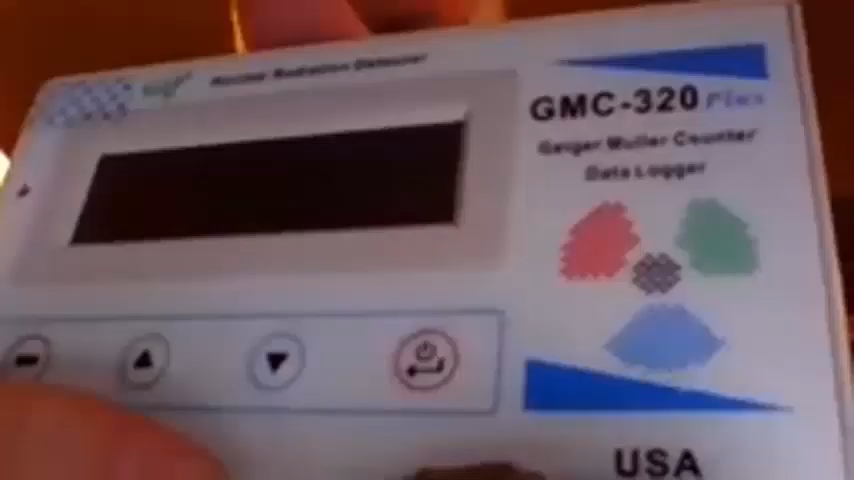 Nuclear Radiation Detector
GMC-320 Plus
Geiger Muller Counter
Data Logger
USA